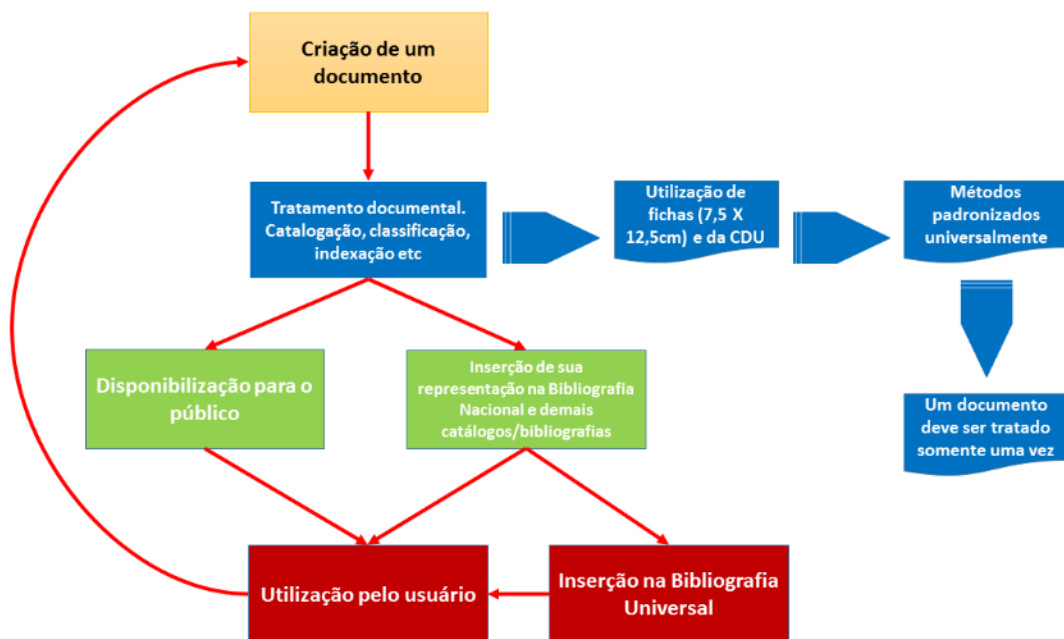 Criação de um
documento
Tratamento documental.
Catalogação, classificação,
indexação etc
Utilização de
fichas (7,5 X
12,5cm) e da CDU
Métodos
padronizados
universalmente
Disponibilização para o
público
Inserção de sua
representação na Bibliografia
Nacional e demais
catálogos/bibliografias
Um documento
deve ser tratado
somente uma vez
Utilização pelo usuário
Inserção na Bibliografia
Universal